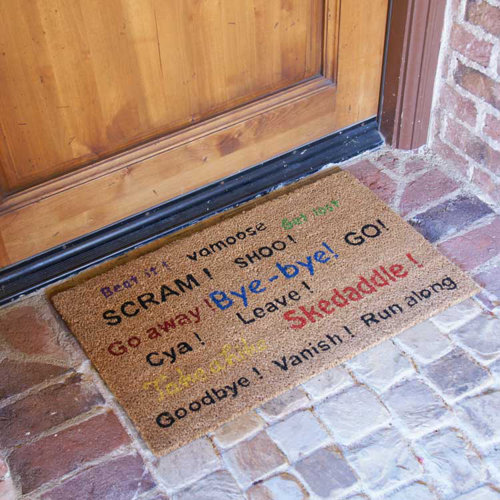 Beat it! vamoose Get lost
SCRAM! SHOO! GO!
Go away! Bye-bye!
Cya! Leave! Skedaddle!
Take a hike
Goodbye! Vanish! Run along